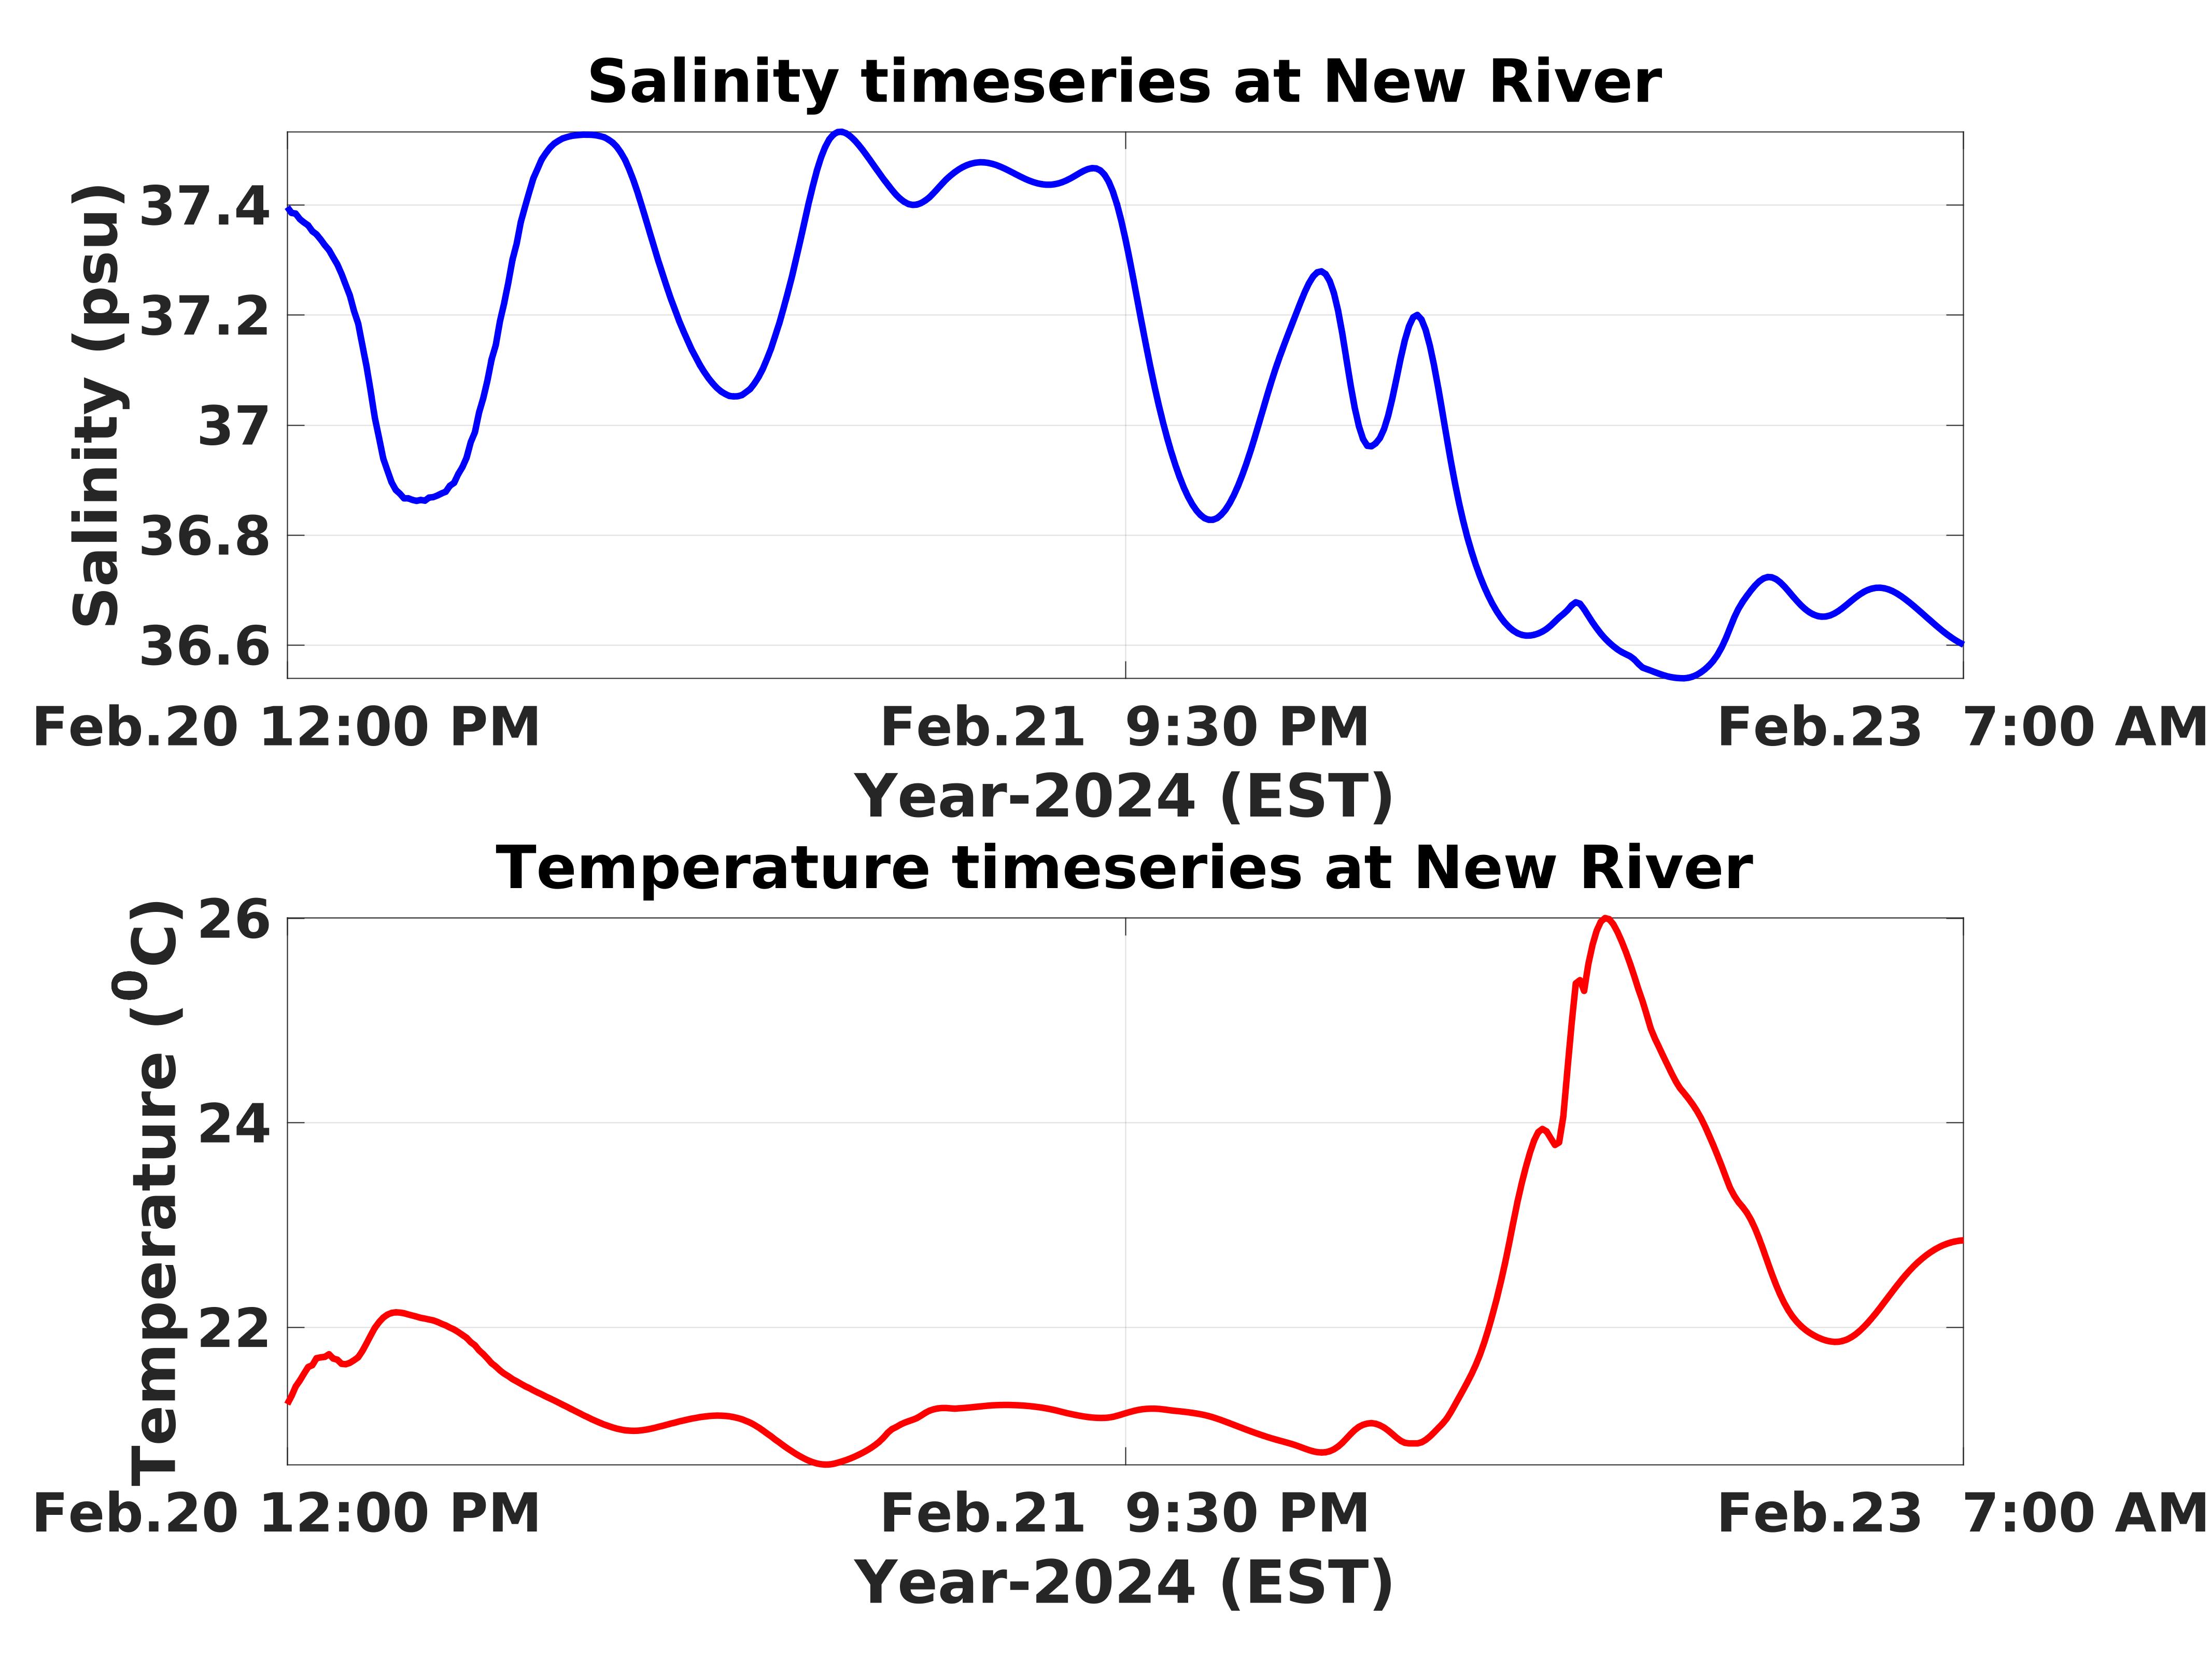 Salinity timeseries at New River
Salinity (psu)
37.4
37.2
37
36.8
36.6
Feb.20 12:00 PM
Feb.21  9:30 PM
Feb.23  7:00 AM
Year-2024 (EST)
Temperature timeseries at New River
Temperature (⁰C)
26
24
22
Feb.20 12:00 PM
Feb.21  9:30 PM
Feb.23  7:00 AM
Year-2024 (EST)